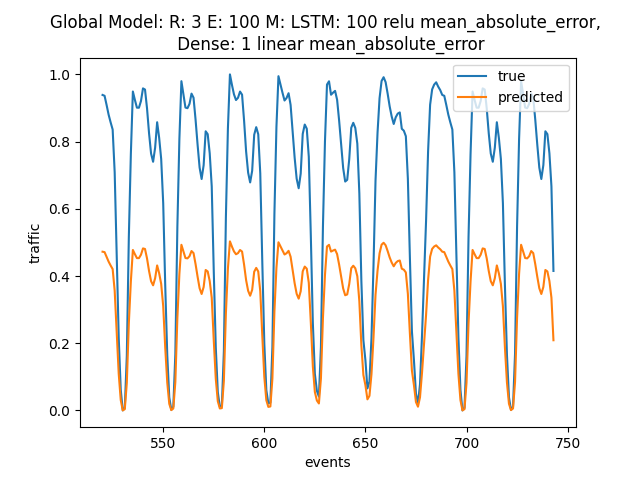 Global Model: R: 3 E: 100 M: LSTM: 100 relu mean_absolute_error,
Dense: 1 linear mean_absolute_error
true
predicted
1.0
0.8
0.6
0.4
0.2
0.0
traffic
550
600
650
700
750
events